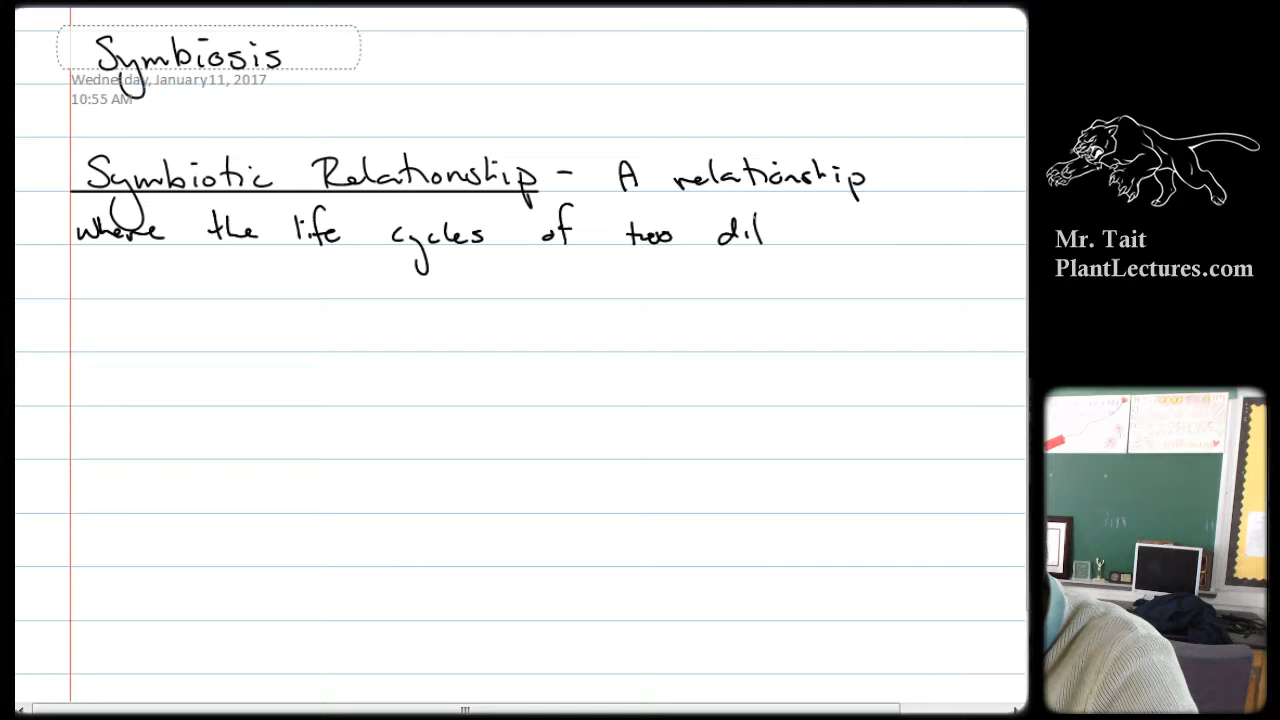 Symbiosis
Wednesday, January 11, 2017
10:55 AM
Symbiotic Relationship - A relationship
where the life cycles of two dif
Mr. Tait
PlantLectures.com